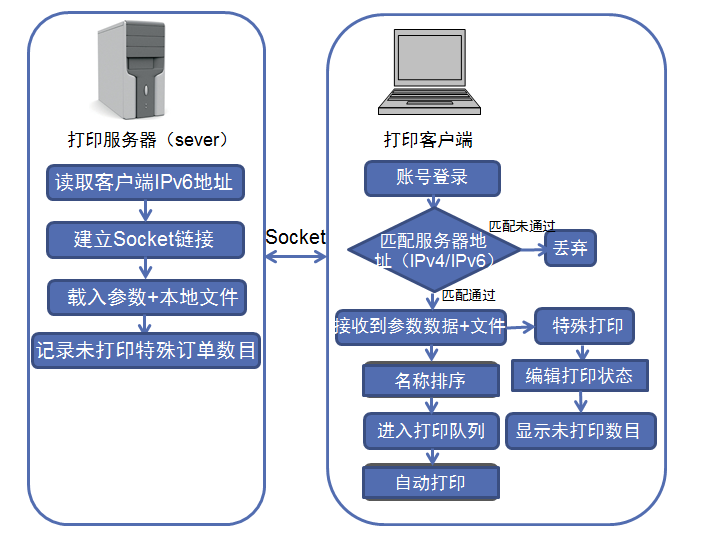 打印服务器（sever）
读取客户端IPv6地址
建立Socket链接
载入参数+本地文件
记录未打印特殊订单数目
Socket
打印客户端
账号登录
匹配服务器地
址（IPv4/IPv6）
匹配未通过
丢弃
匹配通过
接收到参数数据+文件
特殊打印
名称排序
编辑打印状态
进入打印队列
显示未打印数目
自动打印